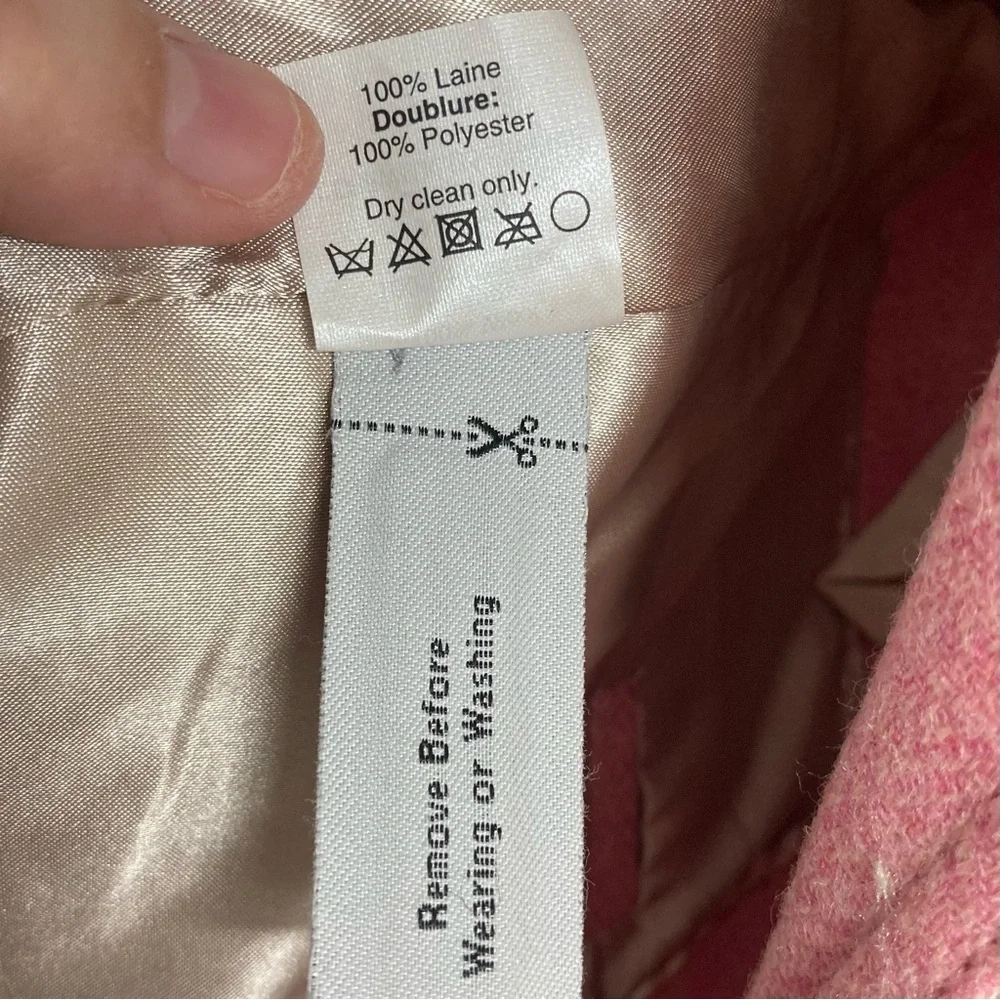 100% Laine
Doublure:
100% Polyester
Dry clean only.
Remove Before
Wearing or Washing